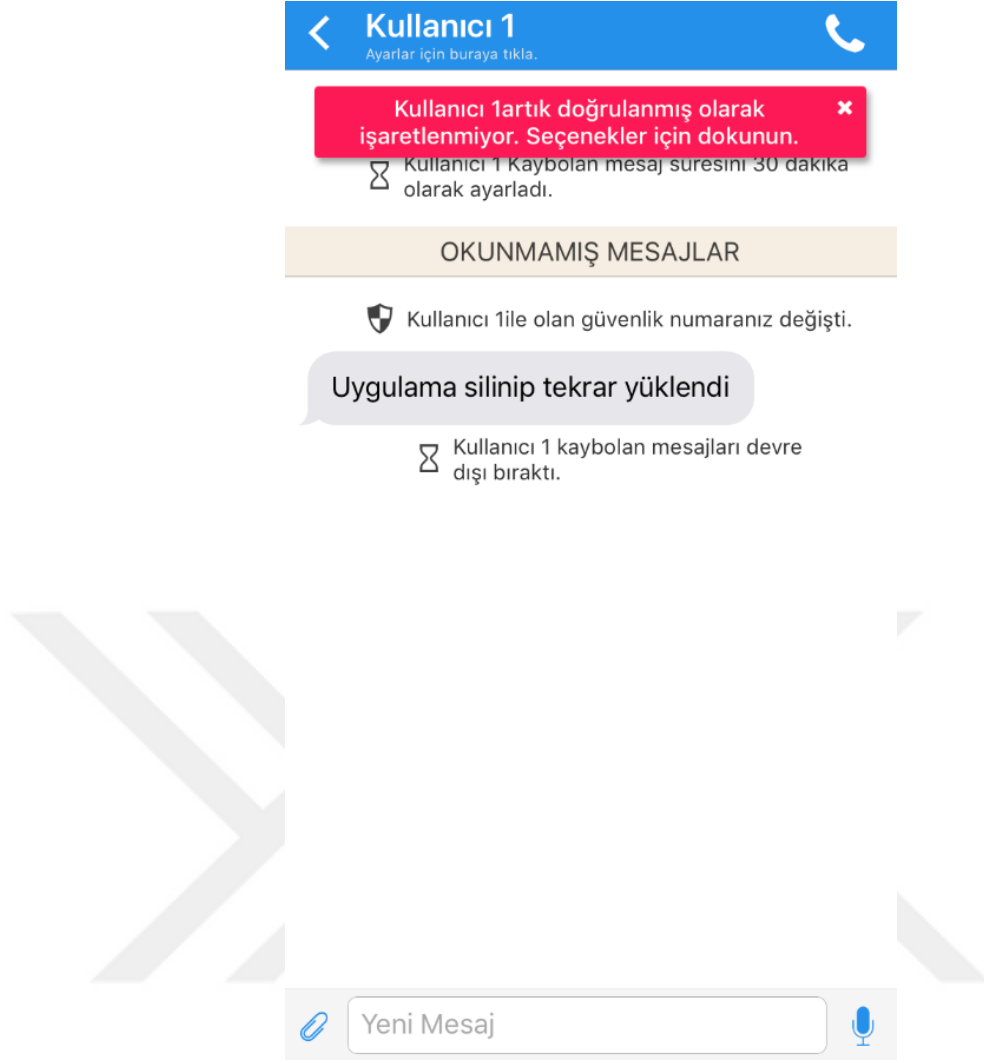 Kullanıcı 1
Ayarlar için buraya tıkla.
Kullanıcı 1artık doğrulanmış olarak
işaretlenmiyor. Seçenekler için dokunun.
Kullanıcı 1 Kaybolan mesaj süresini 30 dakika
olarak ayarladı.
OKUNMAMIŞ MESAJLAR
Kullanıcı 1ile olan güvenlik numaranız değişti.
Uygulama silinip tekrar yüklendi
Kullanıcı 1 kaybolan mesajları devre
dışı bıraktı.
Yeni Mesaj